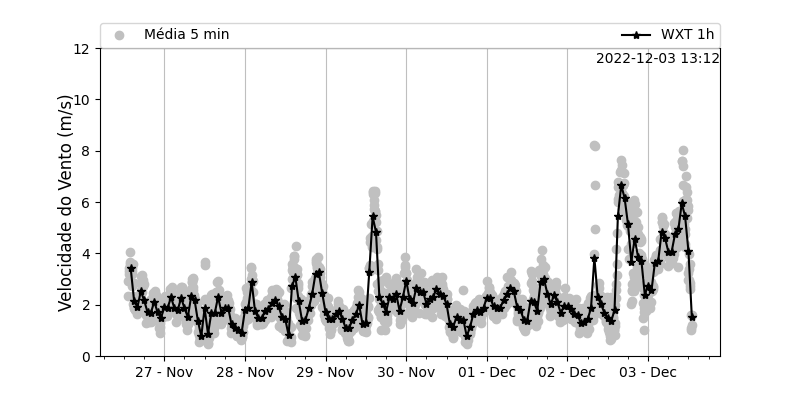 Média 5 min
WXT 1h
2022-12-03 13:12
Velocidade do Vento (m/s)
12
10
8
6
4
2
0
27 - Nov
28 - Nov
29 - Nov
30 - Nov
01 - Dec
02 - Dec
03 - Dec